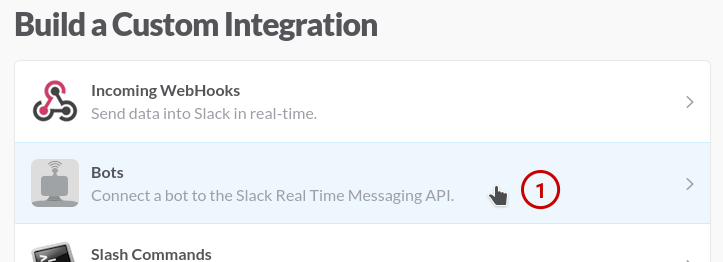 Build a Custom Integration
Incoming WebHooks
Send data into Slack in real-time.
Bots
Connect a bot to the Slack Real Time Messaging API.
1
Slash Commands